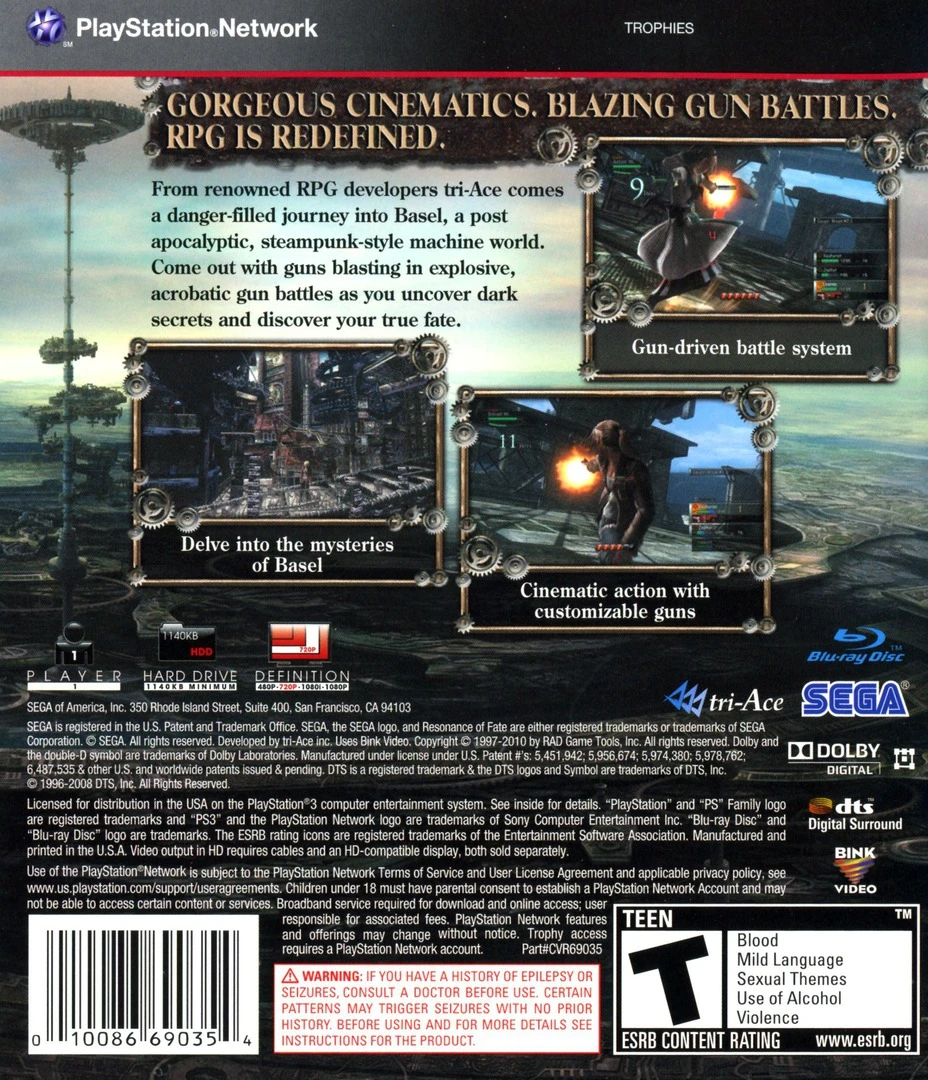 PlayStation®Network
SM
TROPHIES
GORGEOUS CINEMATICS. BLAZING GUN BATTLES.
RPG IS REDEFINED.
From renowned RPG developers tri-Ace comes
a danger-filled journey into Basel, a post
apocalyptic, steampunk-style machine world.
Come out with guns blasting in explosive,
acrobatic gun battles as you uncover dark
secrets and discover your true fate.
9
Gun-driven battle system
Delve into the mysteries
of Basel
11
Cinematic action with
customizable guns
1
PLAYER
1
1140KB
HDD
HARD DRIVE
1140KB MINIMUM
720P
DEFINITION
480P·720P·1080i·1080P
Blu-ray Disc™
tri-Ace
SEGA®
SEGA of America, Inc. 350 Rhode Island Street, Suite 400, San Francisco, CA 94103
SEGA is registered in the U.S. Patent and Trademark Office. SEGA, the SEGA logo, and Resonance of Fate are either registered trademarks or trademarks of SEGA
Corporation. © SEGA. All rights reserved. Developed by tri-Ace inc. Uses Bink Video. Copyright © 1997-2010 by RAD Game Tools, Inc. All rights reserved. Dolby and
the double-D symbol are trademarks of Dolby Laboratories. Manufactured under license under U.S. Patent #'s: 5,451,942; 5,956,674; 5,974,380; 5,978,762;
6,487,535 & other U.S. and worldwide patents issued & pending. DTS is a registered trademark & the DTS logos and Symbol are trademarks of DTS, Inc.
© 1996-2008 DTS, Inc. All Rights Reserved.
DOLBY
DIGITAL
Licensed for distribution in the USA on the PlayStation®3 computer entertainment system. See inside for details. "PlayStation" and "PS" Family logo
are registered trademarks and "PS3" and the PlayStation Network logo are trademarks of Sony Computer Entertainment Inc. "Blu-ray Disc" and
"Blu-ray Disc" logo are trademarks. The ESRB rating icons are registered trademarks of the Entertainment Software Association. Manufactured and
printed in the U.S.A. Video output in HD requires cables and an HD-compatible display, both sold separately.
dts™
Digital Surround
BINK
VIDEO
Use of the PlayStation®Network is subject to the PlayStation Network Terms of Service and User License Agreement and applicable privacy policy, see
www.us.playstation.com/support/useragreements. Children under 18 must have parental consent to establish a PlayStation Network Account and may
not be able to access certain content or services. Broadband service required for download and online access; user
responsible for associated fees. PlayStation Network features
and offerings may change without notice. Trophy access
requires a PlayStation Network account. Part#CVR69035
0 10086 69035 4
WARNING: IF YOU HAVE A HISTORY OF EPILEPSY OR
SEIZURES, CONSULT A DOCTOR BEFORE USE. CERTAIN
PATTERNS MAY TRIGGER SEIZURES WITH NO PRIOR
HISTORY. BEFORE USING AND FOR MORE DETAILS SEE
INSTRUCTIONS FOR THE PRODUCT.
TEEN ™
T
Blood
Mild Language
Sexual Themes
Use of Alcohol
Violence
ESRB CONTENT RATING www.esrb.org